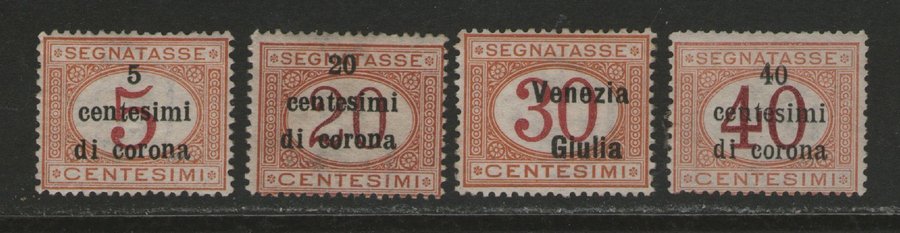 SEGNATASSE
5
5
centesimi
di corona
CENTESIMI
SEGNATASSE
20
20
centesimi
di corona
CENTESIMI
SEGNATASSE
30
Venezia
Giulia
CENTESIMI
SEGNATASSE
40
40
centesimi
di corona
CENTESIMI